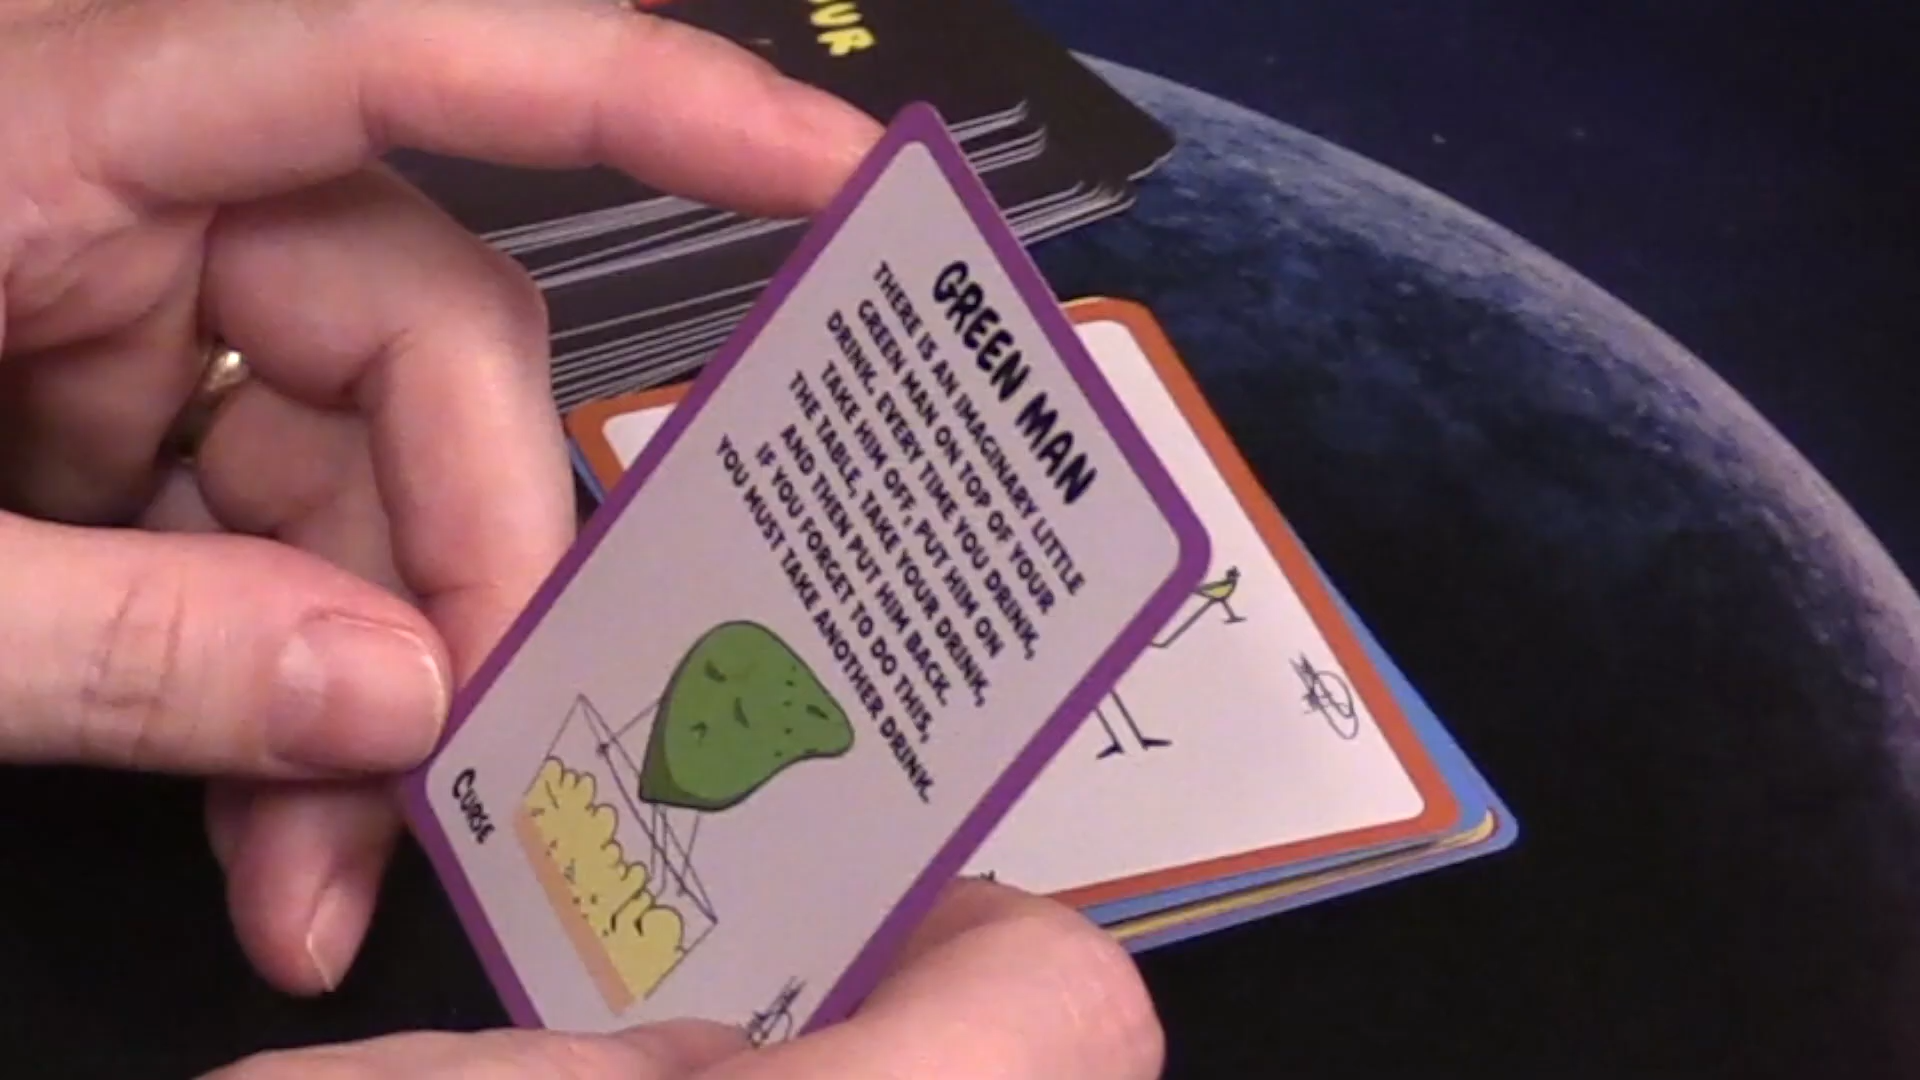 GREEN MAN
THERE IS AN IMAGINARY LITTLE
GREEN MAN ON TOP OF YOUR
DRINK. EVERY TIME YOU DRINK,
TAKE HIM OFF, PUT HIM ON
THE TABLE, TAKE YOUR DRINK,
AND THEN PUT HIM BACK.
IF YOU FORGET TO DO THIS,
YOU MUST TAKE ANOTHER DRINK.
CURSE